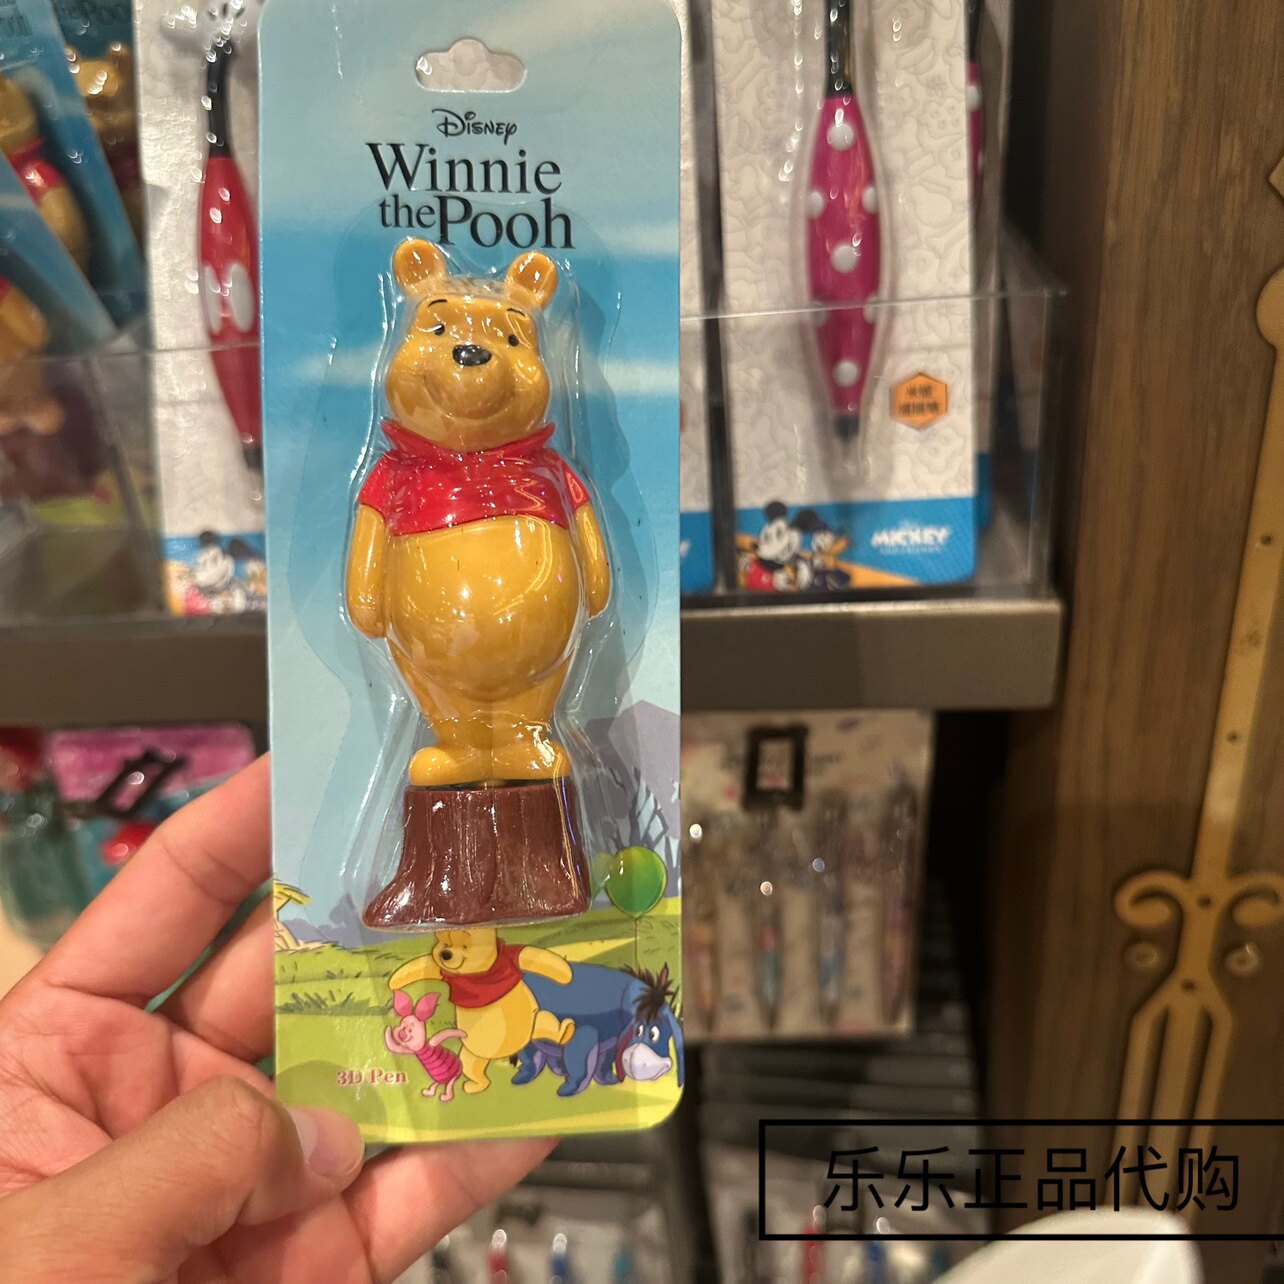 Disney
Winnie
the Pooh
3D Pen
MICKEY
乐乐正品代购